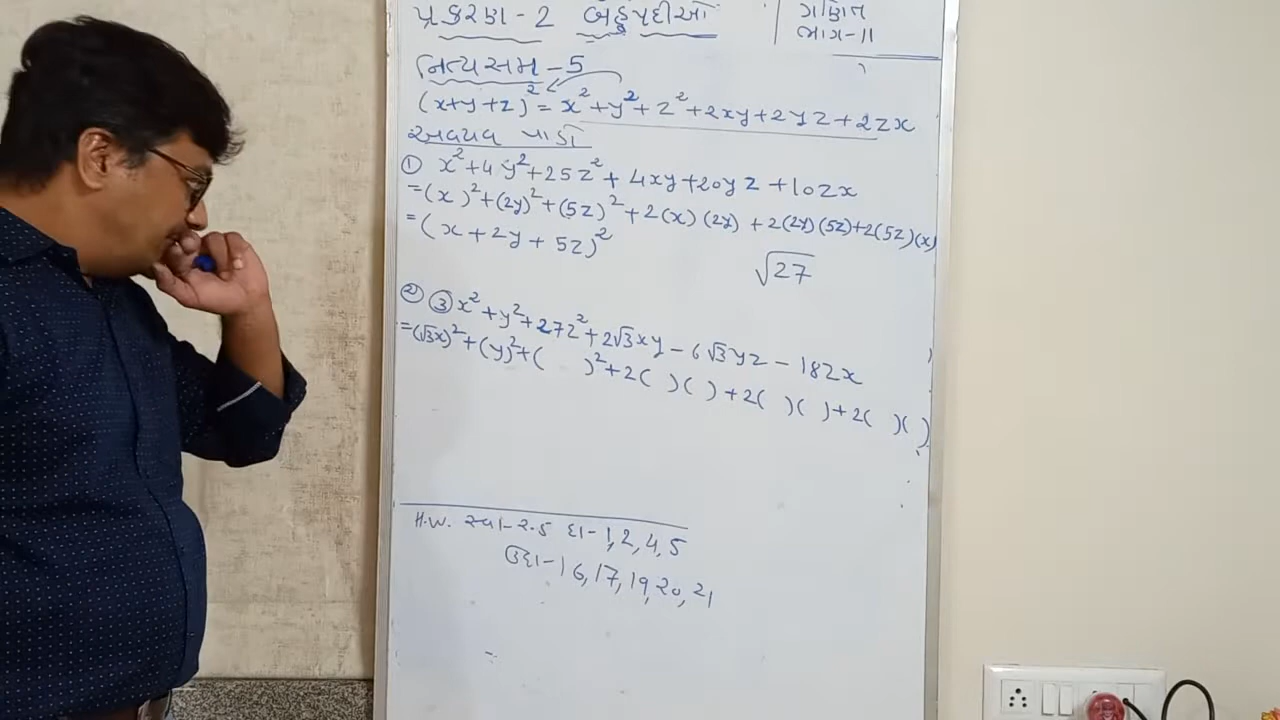 પ્રકરણ - 2 બહુપદીઓ
ગણિત
ભાગ-II
નિત્યસમ - 5
(x+y+z)² = x²+y²+z²+2xy+2yz+2zx
અવયવ પાડો
① x²+4y²+25z²+4xy+20yz+10zx
=(x)²+(2y)²+(5z)²+2(x)(2y)+2(2y)(5z)+2(5z)(x)
=(x+2y+5z)²
√27
② ③x²+y²+27z²+2√3xy-6√3yz-18zx
=(√3x)²+(y)²+( )²+2( )( )+2( )( )+2( )( )
H.W. સ્વા-૨.5 દા-1,2,4,5
ઉદા-16,17,19,20,21